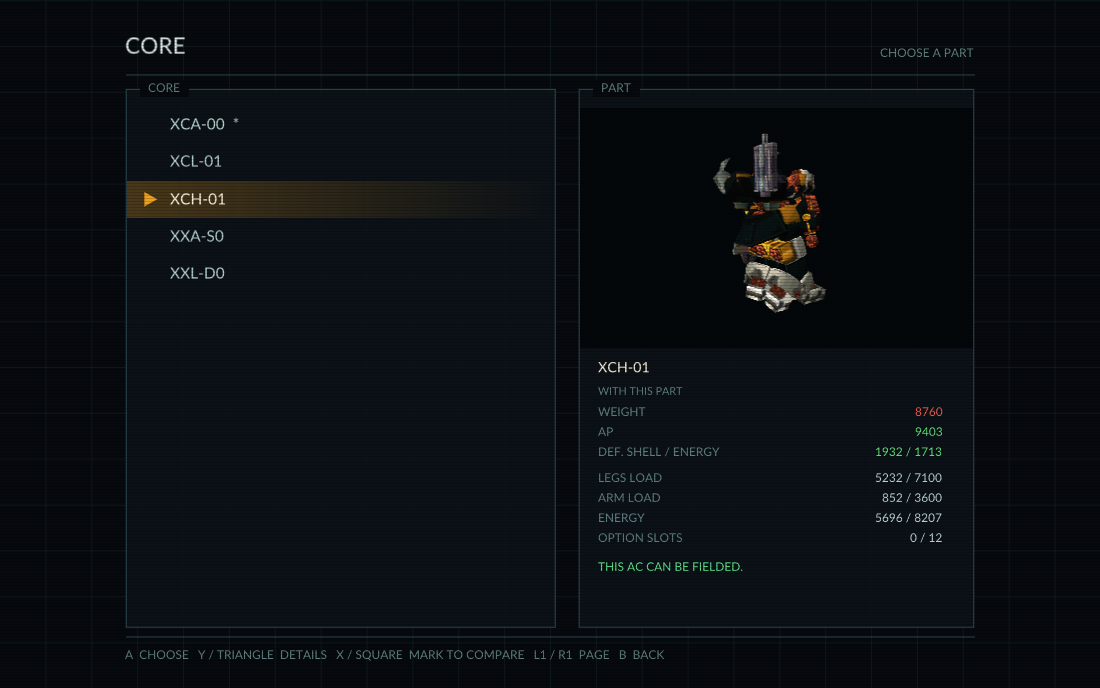 CORE
CHOOSE A PART
CORE
XCA-00 *
XCL-01
XCH-01
XXA-S0
XXL-D0
PART
XCH-01
WITH THIS PART
WEIGHT 8760
AP 9403
DEF. SHELL / ENERGY 1932 / 1713
LEGS LOAD 5232 / 7100
ARM LOAD 852 / 3600
ENERGY 5696 / 8207
OPTION SLOTS 0 / 12
THIS AC CAN BE FIELDED.
A CHOOSE Y / TRIANGLE DETAILS X / SQUARE MARK TO COMPARE L1 / R1 PAGE B BACK